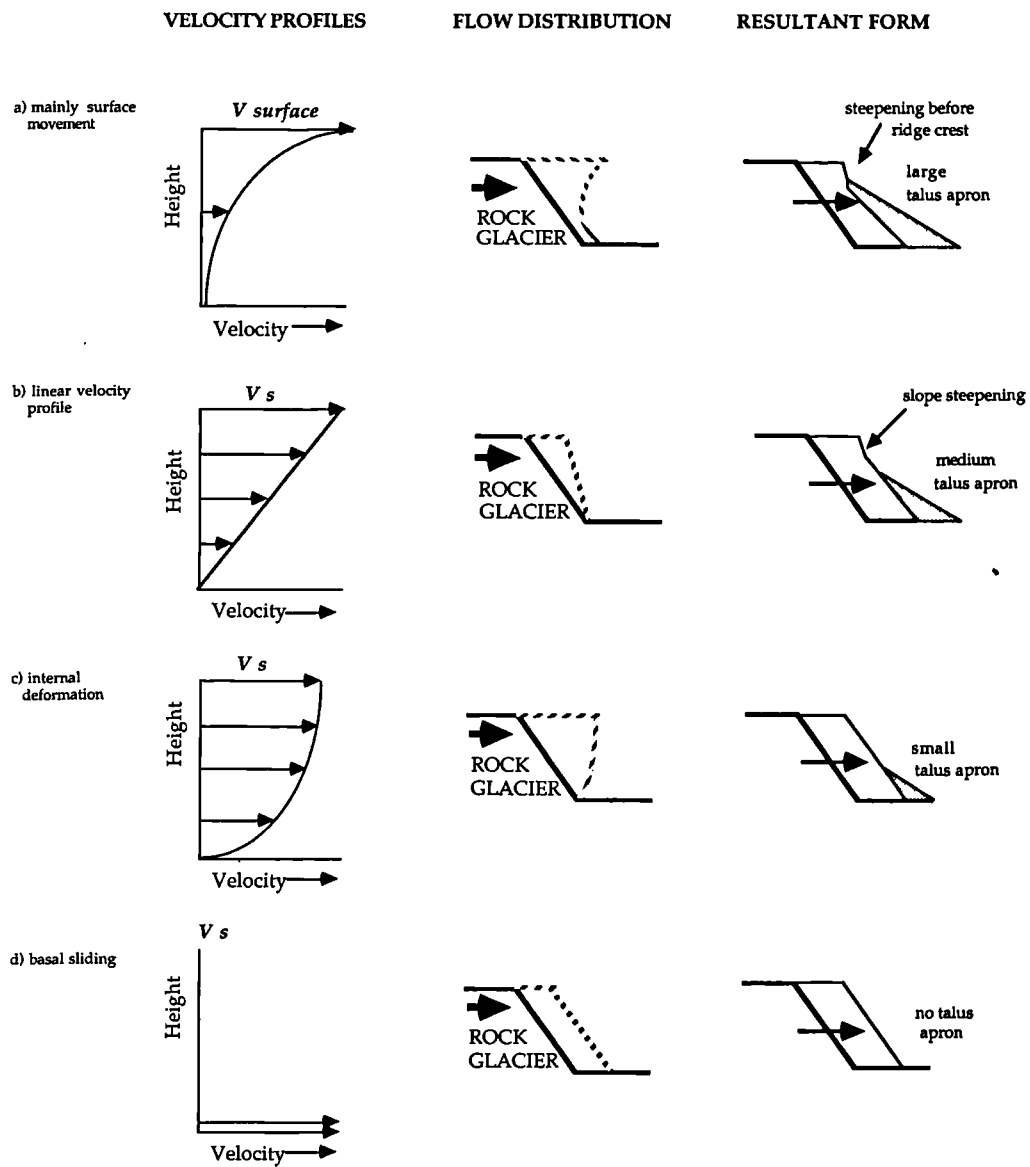 VELOCITY PROFILES
FLOW DISTRIBUTION
RESULTANT FORM
a) mainly surface
movement
V surface
Height
Velocity
ROCK
GLACIER
steepening before
ridge crest
large
talus apron
b) linear velocity
profile
V s
Height
Velocity
ROCK
GLACIER
slope steepening
medium
talus apron
c) internal
deformation
V s
Height
Velocity
ROCK
GLACIER
small
talus apron
d) basal sliding
V s
Height
Velocity
ROCK
GLACIER
no talus
apron